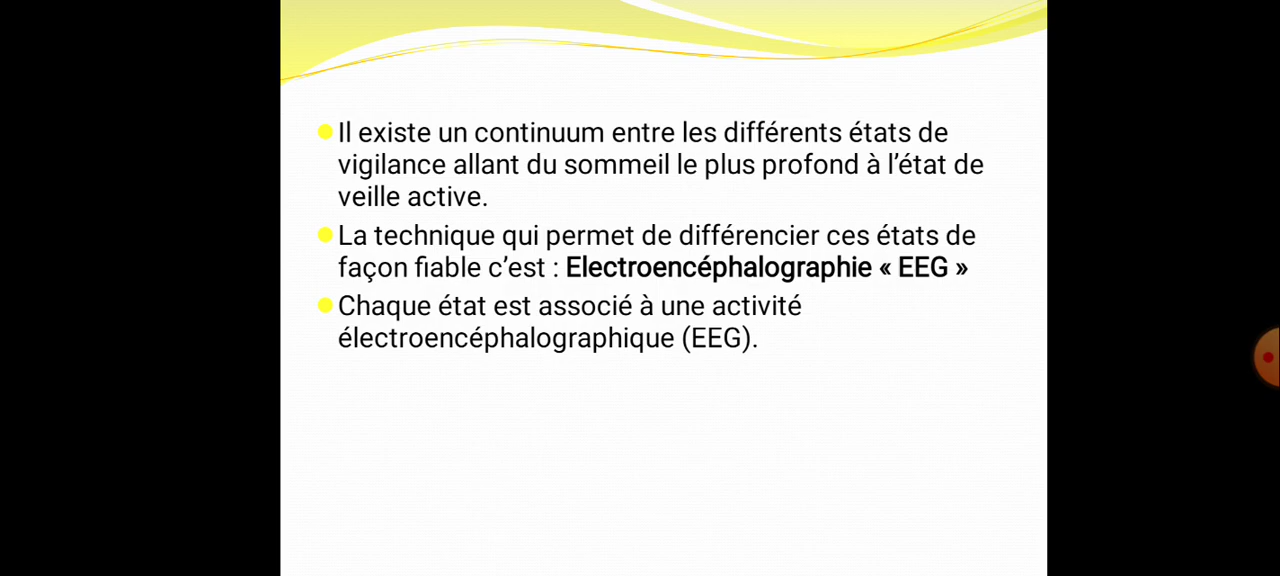 Il existe un continuum entre les différents états de
vigilance allant du sommeil le plus profond à l’état de
veille active.
La technique qui permet de différencier ces états de
façon fiable c’est : Electroencéphalographie « EEG »
Chaque état est associé à une activité
électroencéphalographique (EEG).